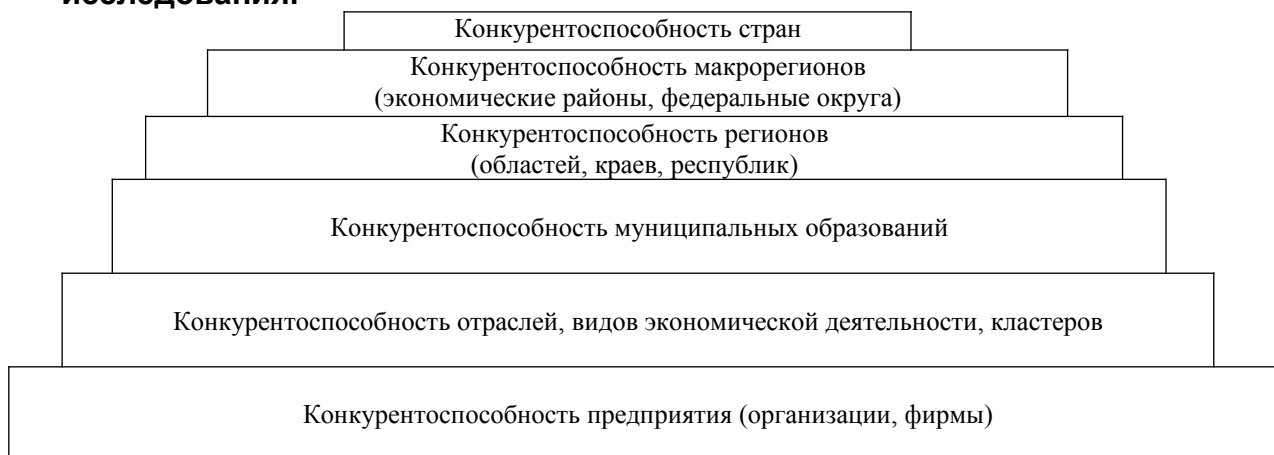 исследования.
Конкурентоспособность стран
Конкурентоспособность макрорегионов
(экономические районы, федеральные округа)
Конкурентоспособность регионов
(областей, краев, республик)
Конкурентоспособность муниципальных образований
Конкурентоспособность отраслей, видов экономической деятельности, кластеров
Конкурентоспособность предприятия (организации, фирмы)